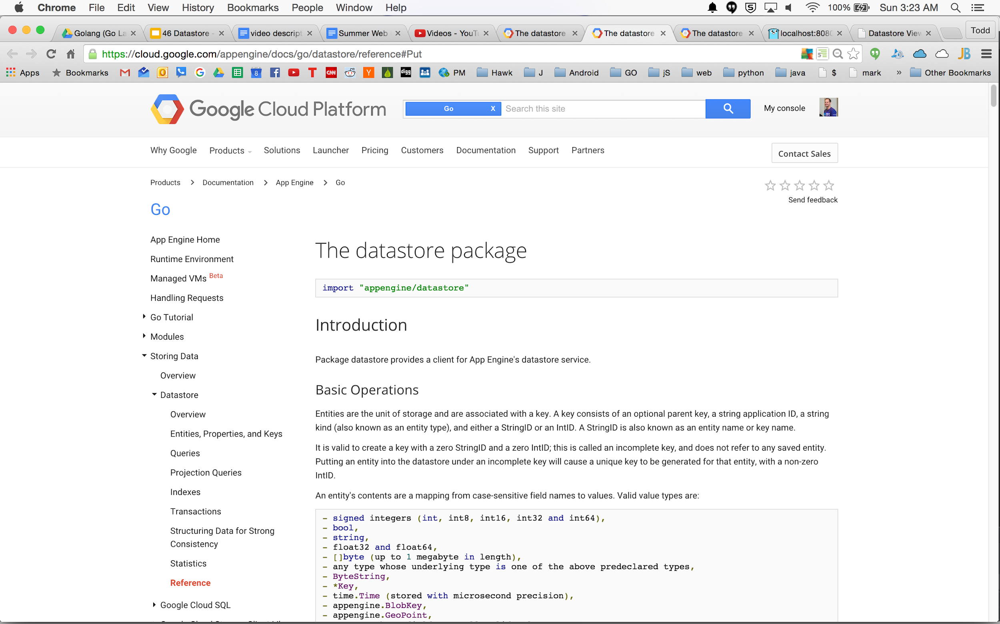 Chrome File Edit View History Bookmarks People Window Help 100% Sun 3:23 AM
Golang (Go La 46 Datastore - video descript Summer Web Videos - YouTu The datastore The datastore The datastore localhost:808 Datastore View Todd
https://cloud.google.com/appengine/docs/go/datastore/reference#Put
Apps Bookmarks 8 T CNN Y digg PM Hawk J Android GO jS web python java $ mark » Other Bookmarks
Google Cloud Platform Go X Search this site My console
Why Google Products Solutions Launcher Pricing Customers Documentation Support Partners Contact Sales
Products > Documentation > App Engine > Go
Send feedback
Go
App Engine Home
Runtime Environment
Managed VMs Beta
Handling Requests
Go Tutorial
Modules
Storing Data
Overview
Datastore
Overview
Entities, Properties, and Keys
Queries
Projection Queries
Indexes
Transactions
Structuring Data for Strong
Consistency
Statistics
Reference
Google Cloud SQL
The datastore package
import "appengine/datastore"
Introduction
Package datastore provides a client for App Engine's datastore service.
Basic Operations
Entities are the unit of storage and are associated with a key. A key consists of an optional parent key, a string application ID, a string
kind (also known as an entity type), and either a StringID or an IntID. A StringID is also known as an entity name or key name.
It is valid to create a key with a zero StringID and a zero IntID; this is called an incomplete key, and does not refer to any saved entity.
Putting an entity into the datastore under an incomplete key will cause a unique key to be generated for that entity, with a non-zero
IntID.
An entity's contents are a mapping from case-sensitive field names to values. Valid value types are:
- signed integers (int, int8, int16, int32 and int64),
- bool,
- string,
- float32 and float64,
- []byte (up to 1 megabyte in length),
- any type whose underlying type is one of the above predeclared types,
- ByteString,
- *Key,
- time.Time (stored with microsecond precision),
- appengine.BlobKey,
- appengine.GeoPoint,